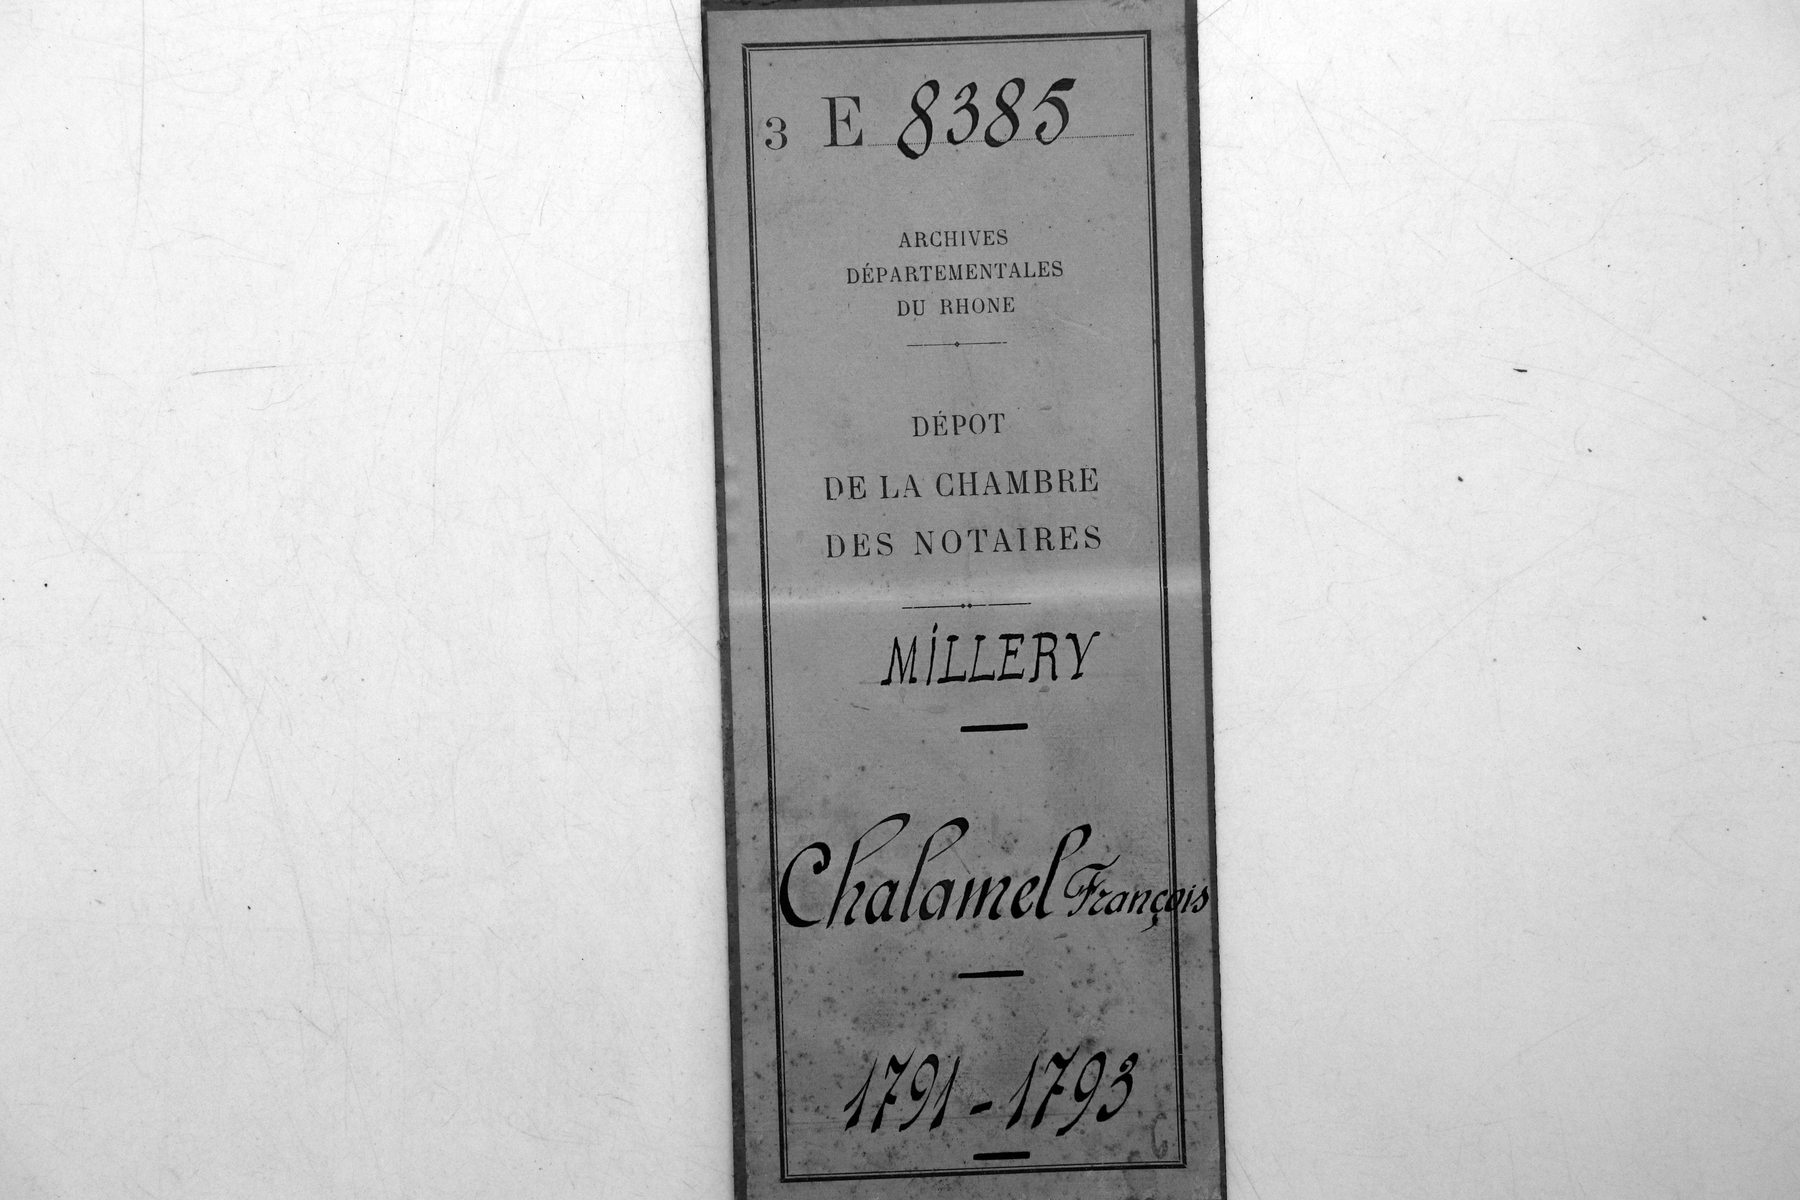 3 E 8385
ARCHIVES
DÉPARTEMENTALES
DU RHONE
DÉPOT
DE LA CHAMBRE
DES NOTAIRES
MILLERY
Chalamel François
1791 - 1793